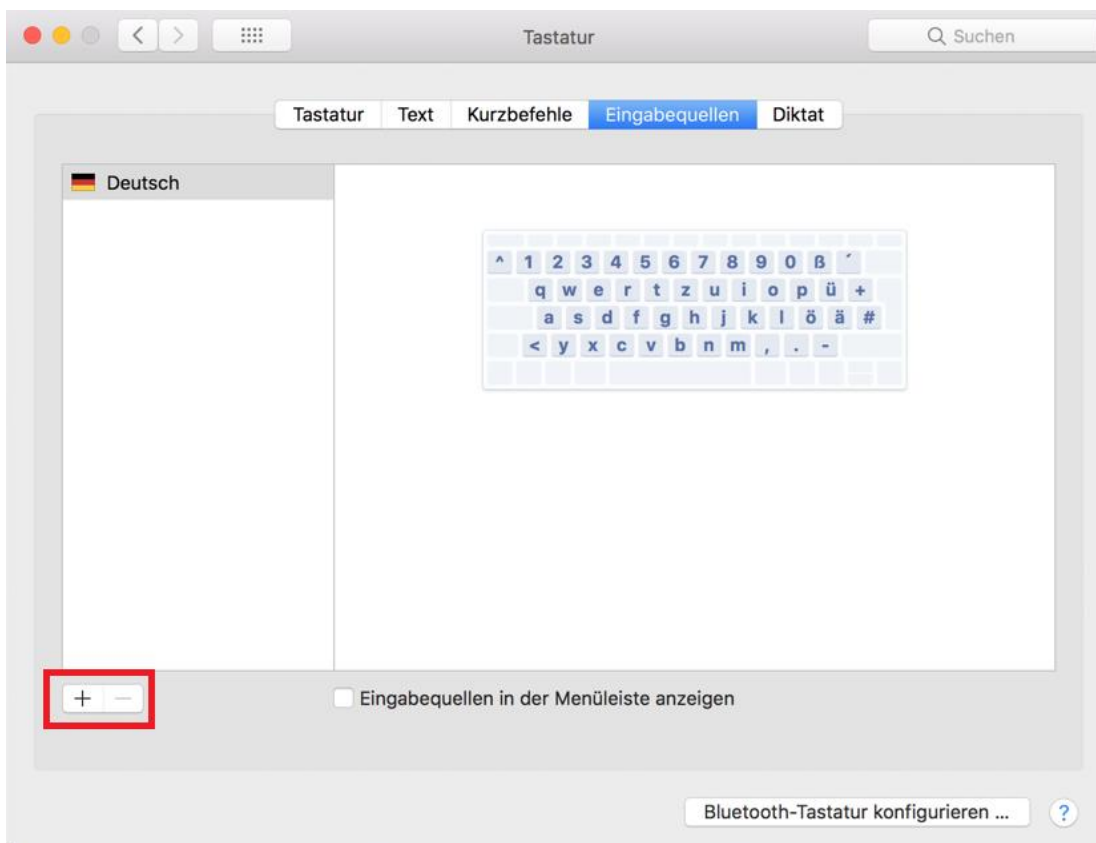 Tastatur
Suchen
Tastatur Text Kurzbefehle Eingabequellen Diktat
Deutsch
^ 1 2 3 4 5 6 7 8 9 0 ß ´
q w e r t z u i o p ü +
a s d f g h j k l ö ä #
< y x c v b n m , . -
+ −
Eingabequellen in der Menüleiste anzeigen
Bluetooth-Tastatur konfigurieren ... ?